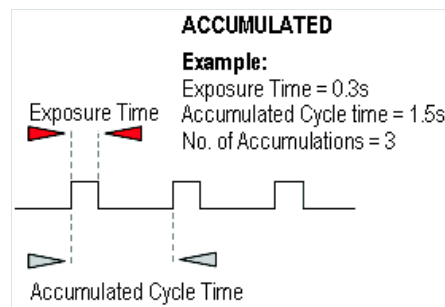 ACCUMULATED
Example:
Exposure Time = 0.3s
Accumulated Cycle time = 1.5s
No. of Accumulations = 3
Exposure Time
Accumulated Cycle Time